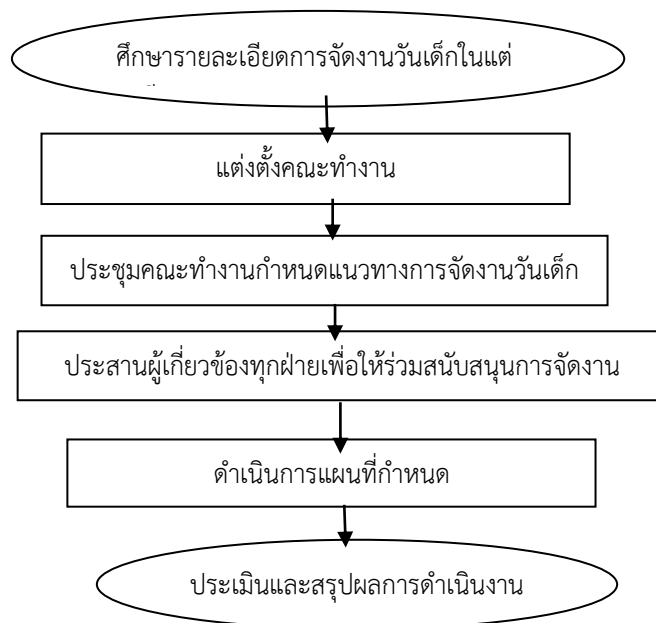 ศึกษารายละเอียดการจัดงานวันเด็กในแต่
แต่งตั้งคณะทำงาน
ประชุมคณะทำงานกำหนดแนวทางการจัดงานวันเด็ก
ประสานผู้เกี่ยวข้องทุกฝ่ายเพื่อให้ร่วมสนับสนุนการจัดงาน
ดำเนินการแผนที่กำหนด
ประเมินและสรุปผลการดำเนินงาน